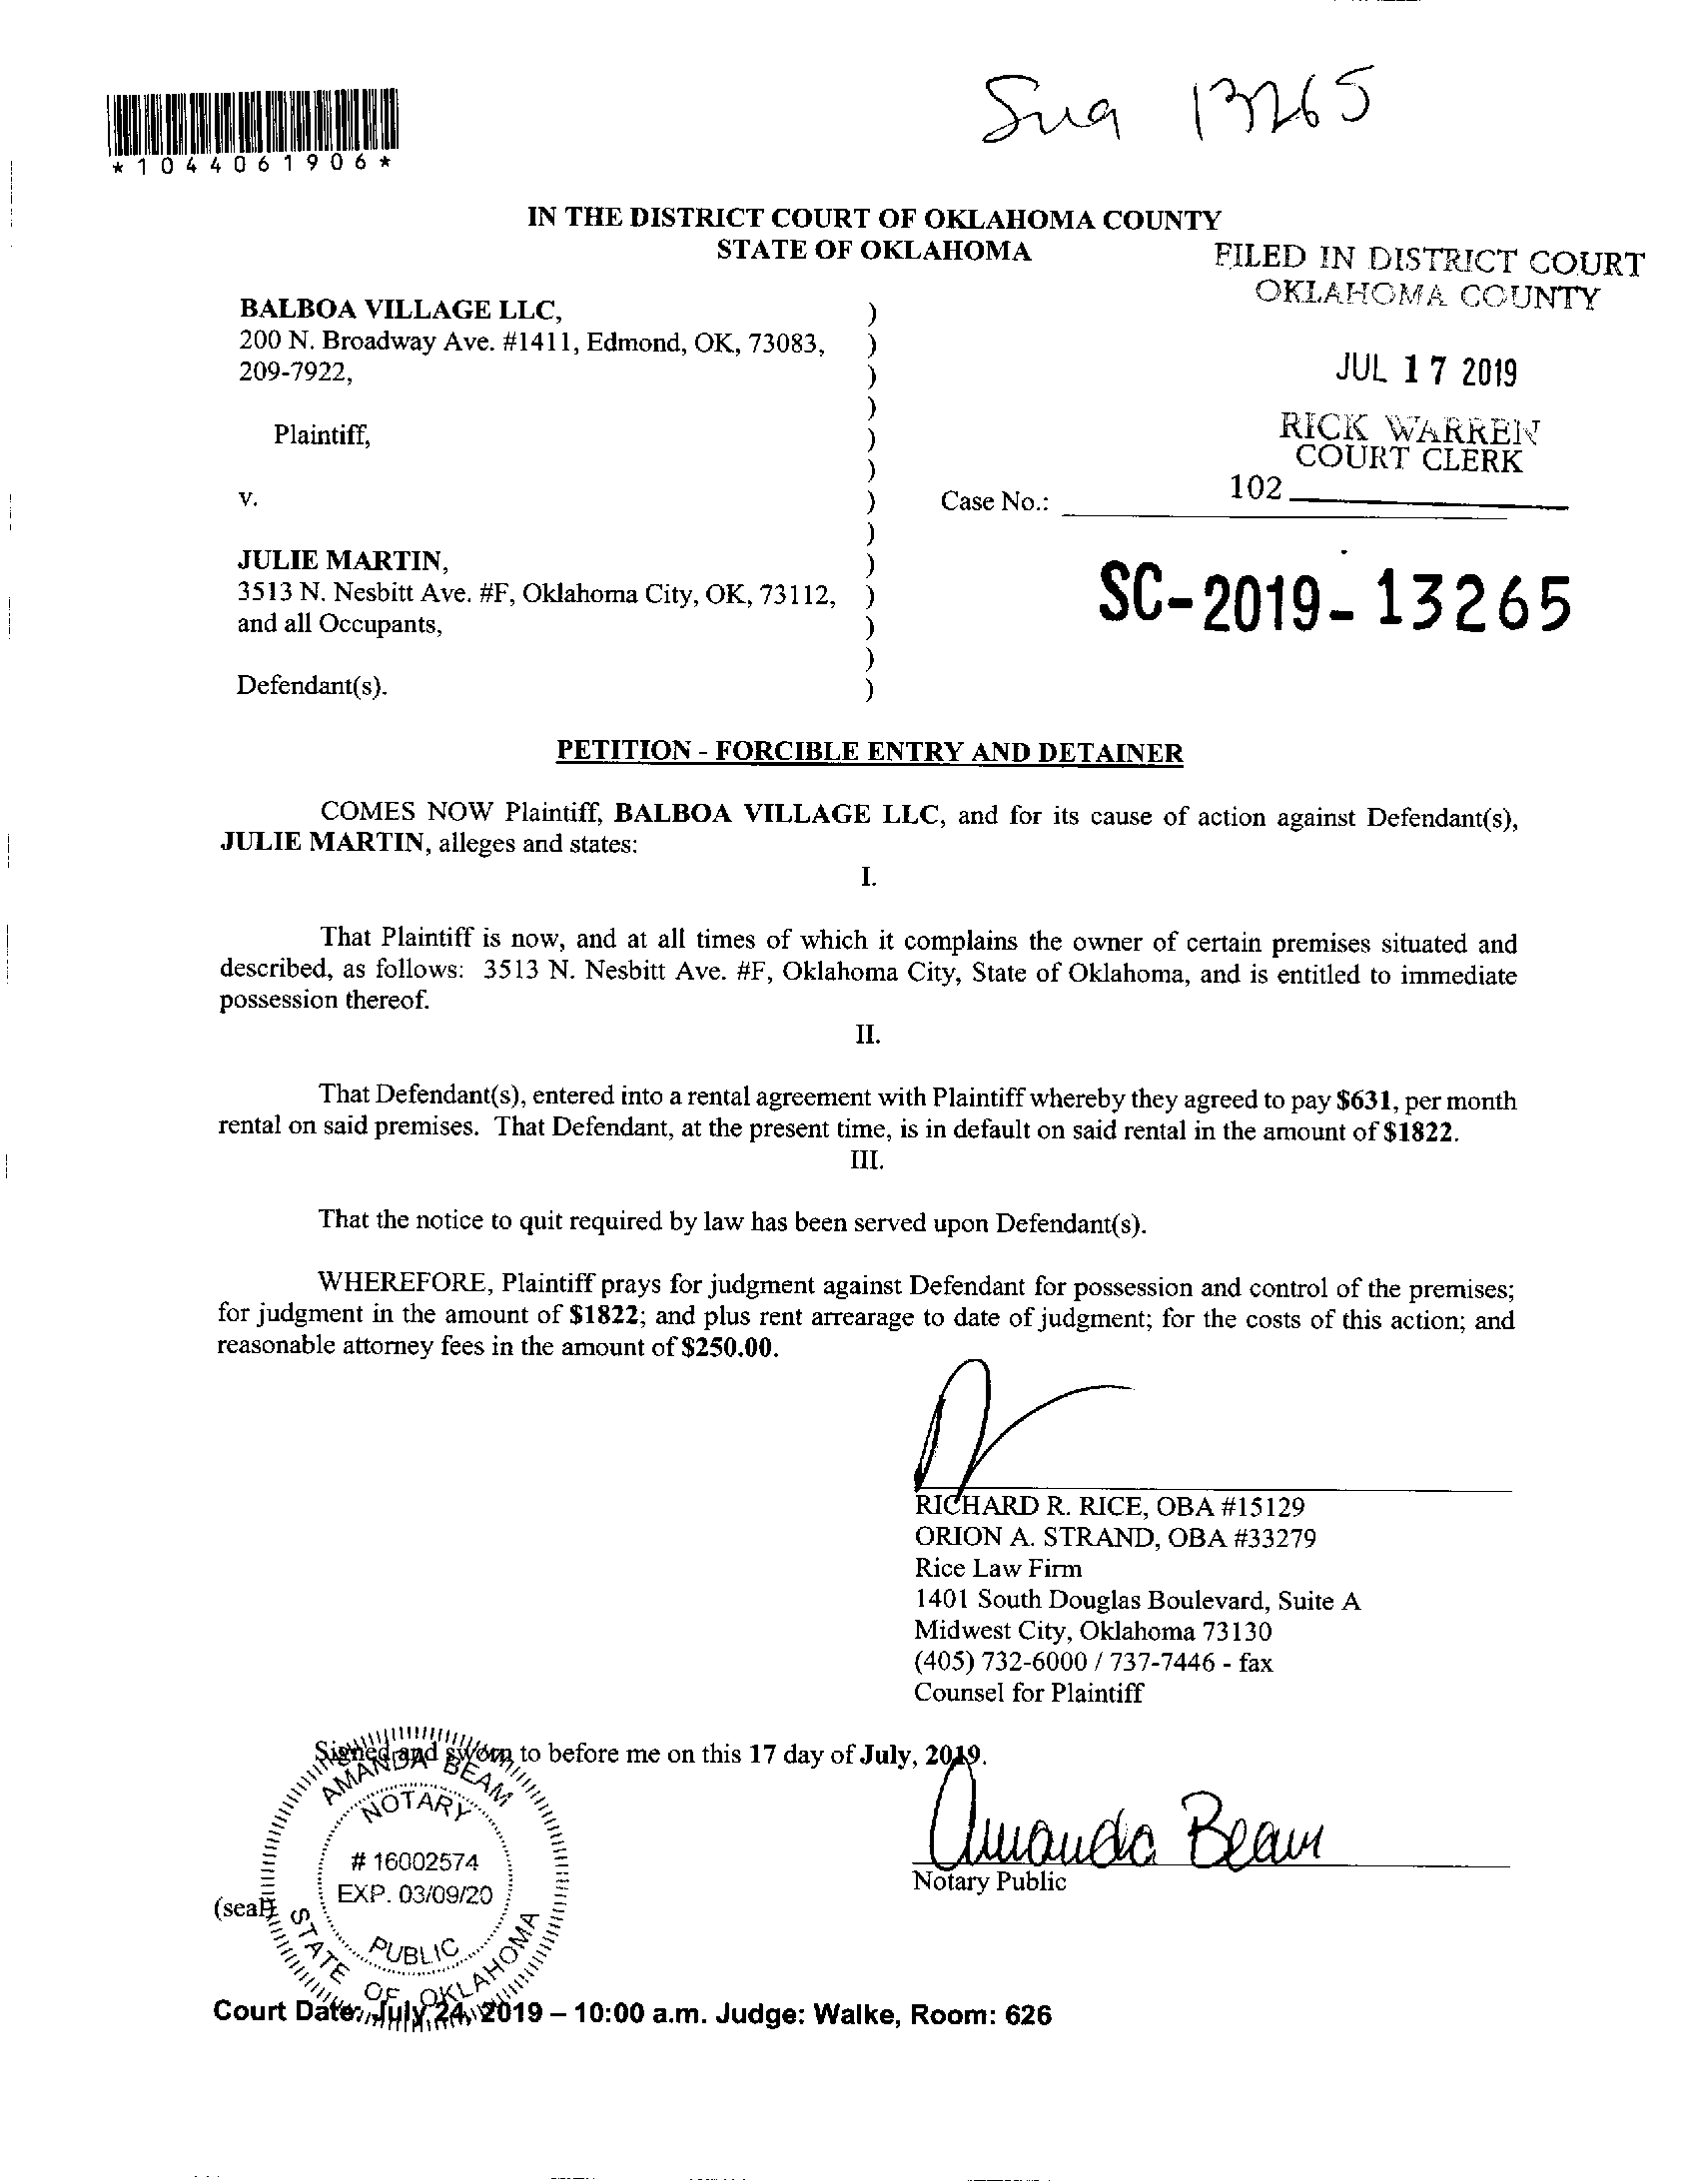 Sua 13265
*1044061906*
IN THE DISTRICT COURT OF OKLAHOMA COUNTY
STATE OF OKLAHOMA
FILED IN DISTRICT COURT
OKLAHOMA COUNTY
JUL 17 2019
RICK WARREN
COURT CLERK
102
BALBOA VILLAGE LLC, )
200 N. Broadway Ave. #1411, Edmond, OK, 73083, )
209-7922, )
)
Plaintiff, )
)
v. ) Case No.:
)
JULIE MARTIN, )
3513 N. Nesbitt Ave. #F, Oklahoma City, OK, 73112, )
and all Occupants, )
)
Defendant(s). )
SC-2019-13265
PETITION - FORCIBLE ENTRY AND DETAINER
COMES NOW Plaintiff, BALBOA VILLAGE LLC, and for its cause of action against Defendant(s),
JULIE MARTIN, alleges and states:
I.
That Plaintiff is now, and at all times of which it complains the owner of certain premises situated and
described, as follows: 3513 N. Nesbitt Ave. #F, Oklahoma City, State of Oklahoma, and is entitled to immediate
possession thereof.
II.
That Defendant(s), entered into a rental agreement with Plaintiff whereby they agreed to pay $631, per month
rental on said premises. That Defendant, at the present time, is in default on said rental in the amount of $1822.
III.
That the notice to quit required by law has been served upon Defendant(s).
WHEREFORE, Plaintiff prays for judgment against Defendant for possession and control of the premises;
for judgment in the amount of $1822; and plus rent arrearage to date of judgment; for the costs of this action; and
reasonable attorney fees in the amount of $250.00.
RICHARD R. RICE, OBA #15129
ORION A. STRAND, OBA #33279
Rice Law Firm
1401 South Douglas Boulevard, Suite A
Midwest City, Oklahoma 73130
(405) 732-6000 / 737-7446 - fax
Counsel for Plaintiff
Signed and sworn to before me on this 17 day of July, 2019.
Amanda Beam
Notary Public
(seal)
AMANDA BEAM
NOTARY
# 16002574
EXP. 03/09/20
PUBLIC
STATE OF OKLAHOMA
Court Date: July 24, 2019 – 10:00 a.m. Judge: Walke, Room: 626